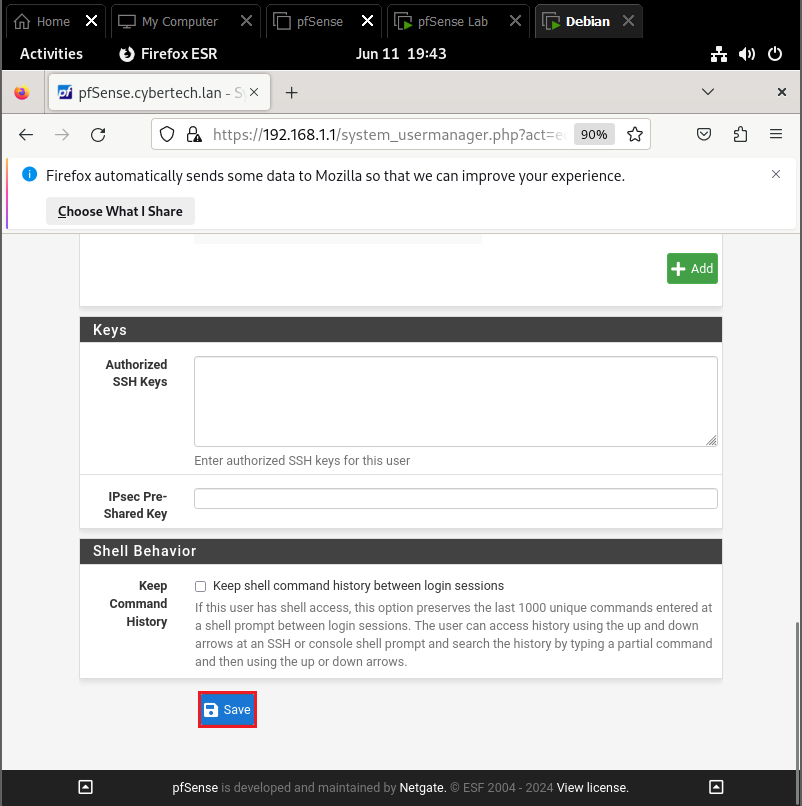 Home
My Computer
pfSense
pfSense Lab
Debian
Activities
Firefox ESR
Jun 11 19:43
pfSense.cybertech.lan - Sy
https://192.168.1.1/system_usermanager.php?act=e
90%
Firefox automatically sends some data to Mozilla so that we can improve your experience.
Choose What I Share
Add
Keys
Authorized
SSH Keys
Enter authorized SSH keys for this user
IPsec Pre-
Shared Key
Shell Behavior
Keep
Command
History
Keep shell command history between login sessions
If this user has shell access, this option preserves the last 1000 unique commands entered at
a shell prompt between login sessions. The user can access history using the up and down
arrows at an SSH or console shell prompt and search the history by typing a partial command
and then using the up or down arrows.
Save
pfSense is developed and maintained by Netgate. © ESF 2004 - 2024 View license.